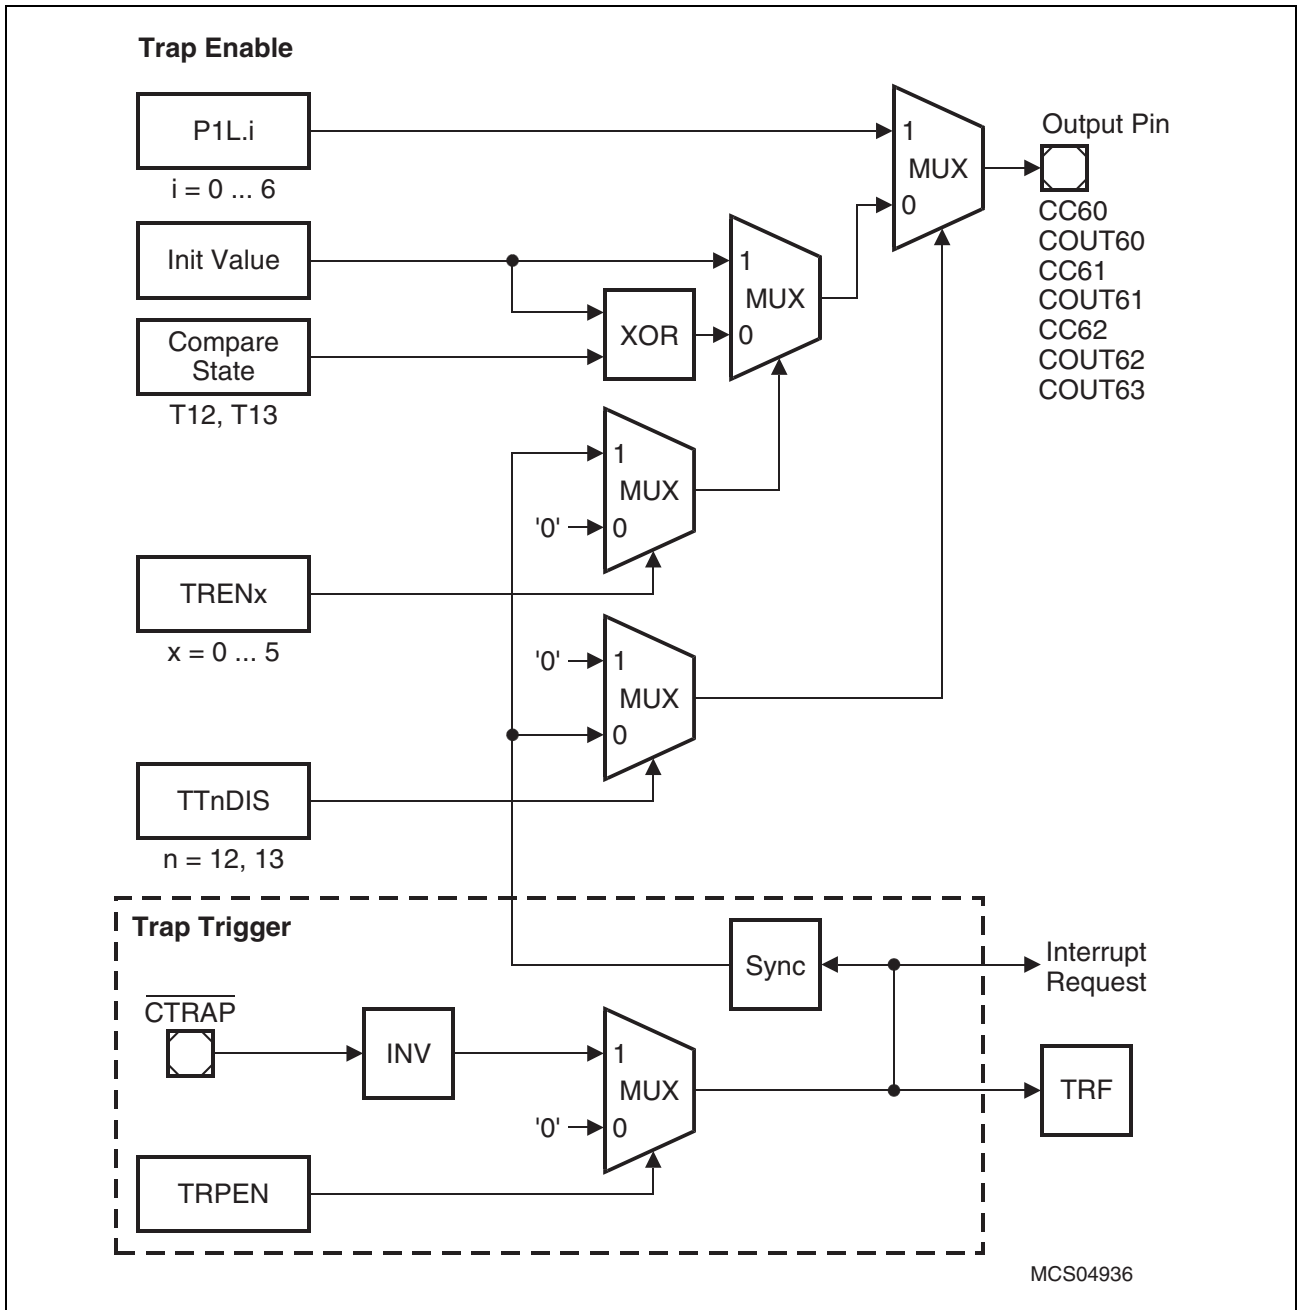 Trap Enable
P1L.i
i = 0 ... 6
1
MUX
0
Output Pin
CC60
COUT60
CC61
COUT61
CC62
COUT62
COUT63
Init Value
1
MUX
0
XOR
Compare
State
T12, T13
1
MUX
'0'
0
TRENx
x = 0 ... 5
'0'
1
MUX
0
TTnDIS
n = 12, 13
Trap Trigger
Sync
Interrupt
Request
CTRAP
INV
1
MUX
'0'
0
TRF
TRPEN
MCS04936